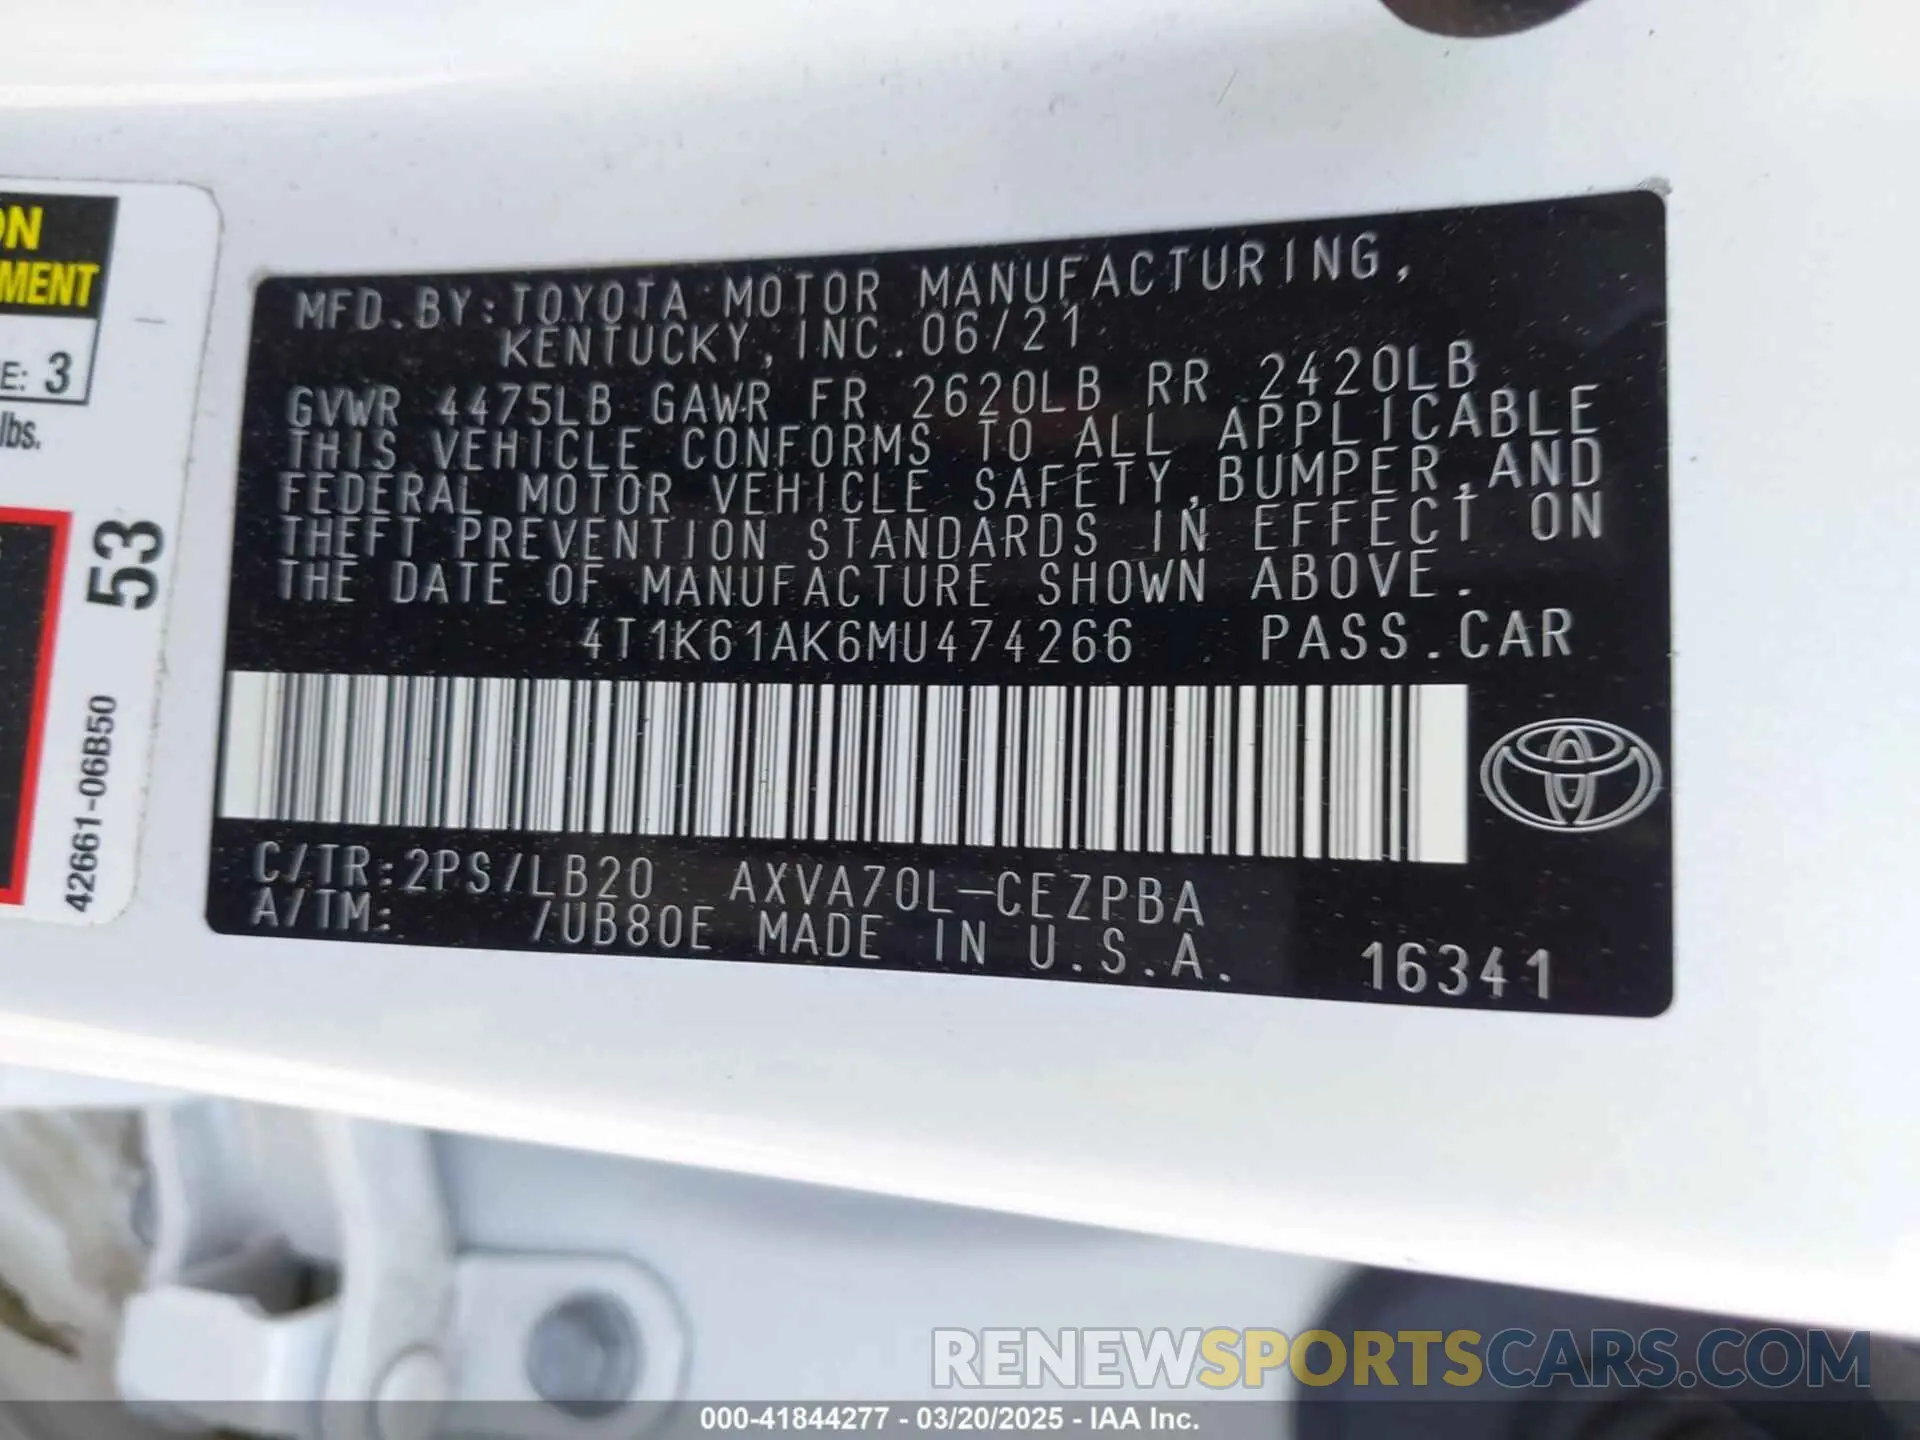 ON
MENT
E: 3
lbs.
53
42661-06B50
MFD.BY:TOYOTA MOTOR MANUFACTURING,
KENTUCKY, INC.06/21
GVWR 4475LB GAWR FR 2620LB RR 2420LB
THIS VEHICLE CONFORMS TO ALL APPLICABLE
FEDERAL MOTOR VEHICLE SAFETY,BUMPER,AND
THEFT PREVENTION STANDARDS IN EFFECT ON
THE DATE OF MANUFACTURE SHOWN ABOVE.
4T1K61AK6MU474266 PASS.CAR
C/TR:2PS/LB20 AXVA70L-CEZPBA
A/TM: /UB80E MADE IN U.S.A. 16341
RENEWSPORTSCARS.COM
000-41844277 - 03/20/2025 - IAA Inc.